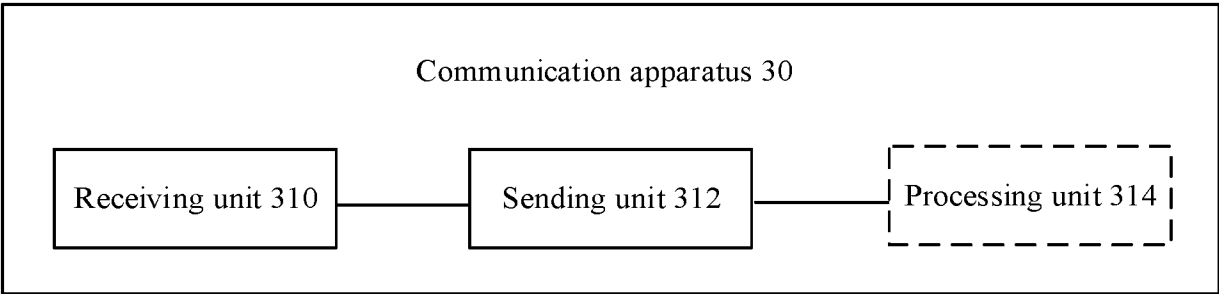 Communication apparatus 30
Receiving unit 310
Sending unit 312
Processing unit 314